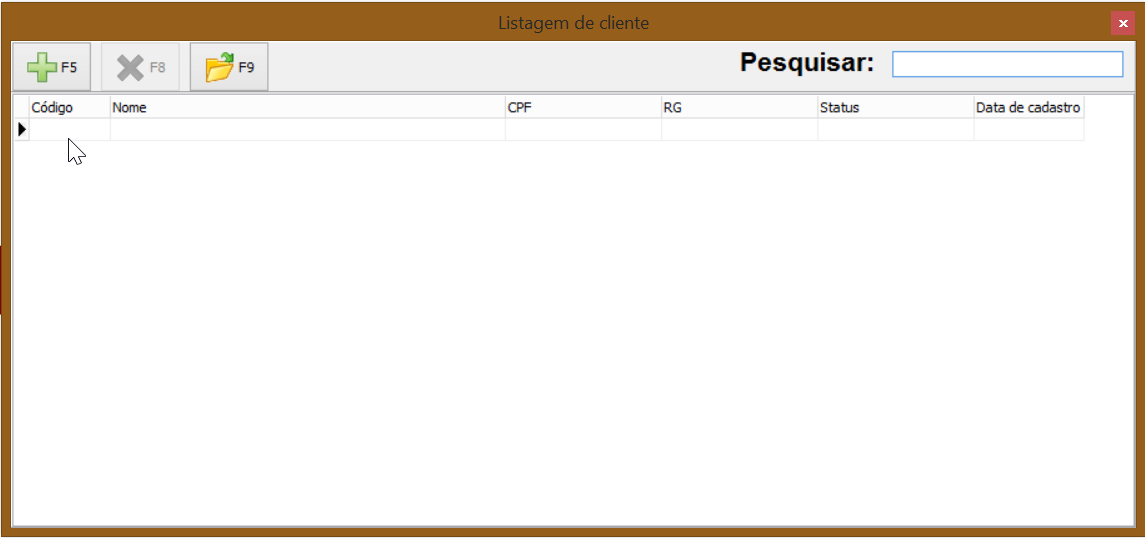 Listagem de cliente
F5 F8 F9 Pesquisar:
Código Nome CPF RG Status Data de cadastro